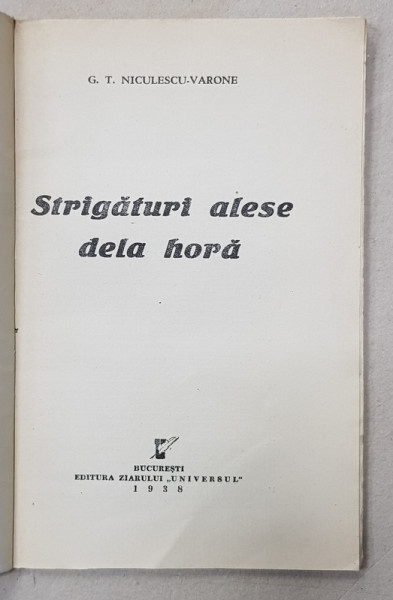 G. T. NICULESCU-VARONE
Strigături alese
dela horă
BUCUREȘTI
EDITURA ZIARULUI „UNIVERSUL"
1938